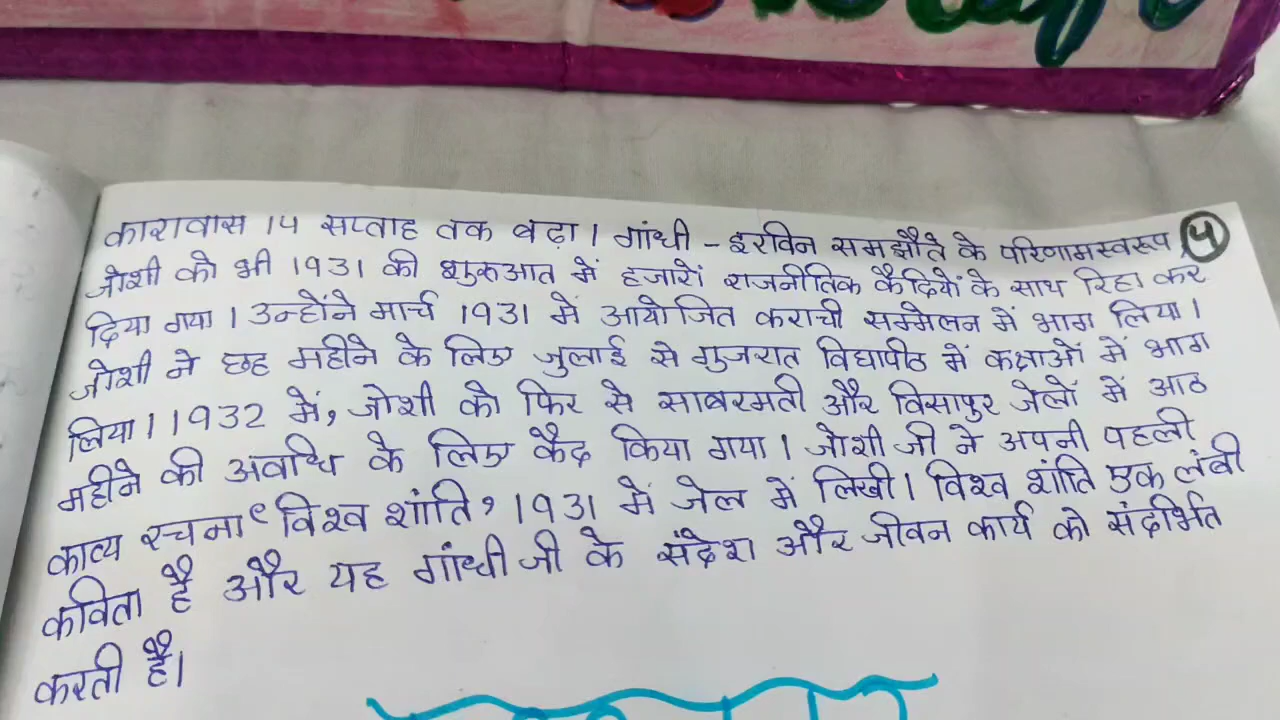 कारावास 14 सप्ताह तक बढ़ा। गांधी - इरविन समझौते के परिणामस्वरूप
4
जोशी को भी 1931 की शुरुआत में हजारों राजनीतिक कैदियों के साथ रिहा कर
दिया गया। उन्होंने मार्च 1931 में आयोजित कराची सम्मेलन में भाग लिया।
जोशी ने छह महीने के लिए जुलाई से गुजरात विद्यापीठ में कक्षाओं में भाग
लिया। 1932 में, जोशी को फिर से साबरमती और विसापुर जेलों में आठ
महीने की अवधि के लिए कैद किया गया। जोशी जी ने अपनी पहली
काव्य रचना ‘विश्व शांति’ 1931 में जेल में लिखी। विश्व शांति एक लंबी
कविता है और यह गांधी जी के संदेश और जीवन कार्य को संदर्भित
करती है।